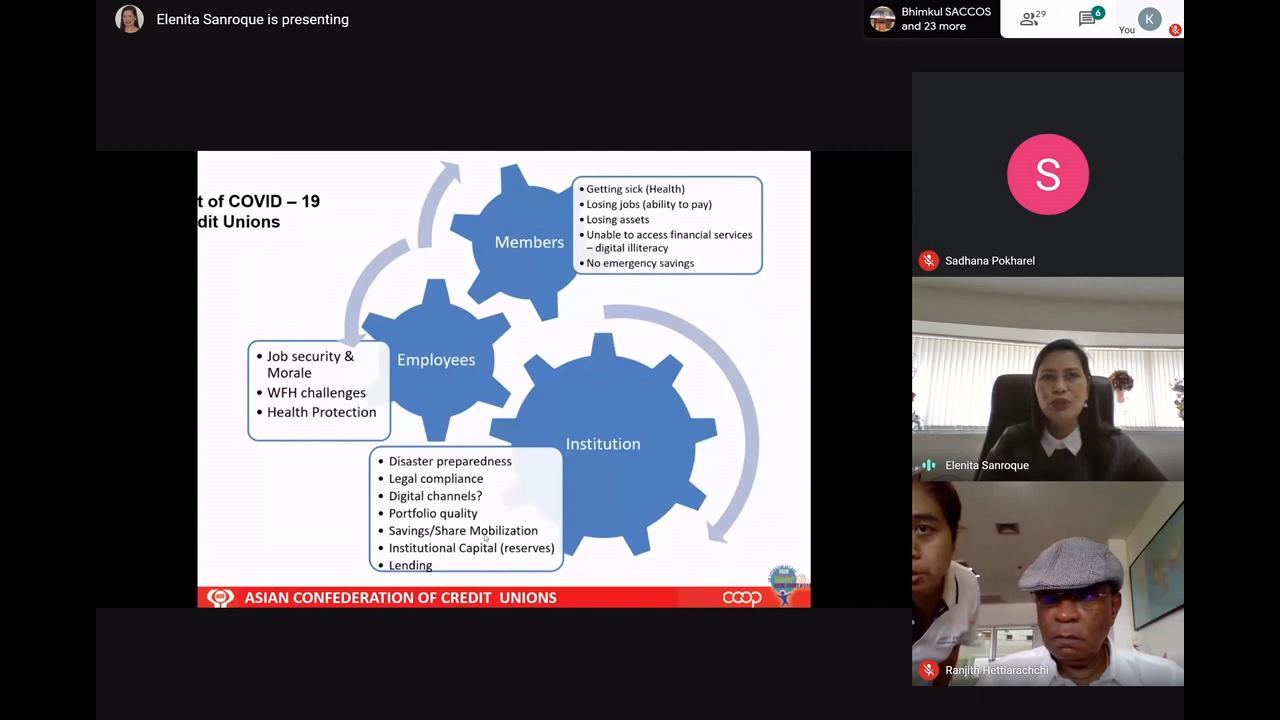 Elenita Sanroque is presenting
Bhimkul SACCOS
and 23 more
29
6
You
K
t of COVID – 19
dit Unions
Members
• Getting sick (Health)
• Losing jobs (ability to pay)
• Losing assets
• Unable to access financial services
– digital illiteracy
• No emergency savings
Employees
• Job security &
Morale
• WFH challenges
• Health Protection
Institution
• Disaster preparedness
• Legal compliance
• Digital channels?
• Portfolio quality
• Savings/Share Mobilization
• Institutional Capital (reserves)
• Lending
ASIAN CONFEDERATION OF CREDIT UNIONS
coop
S
Sadhana Pokharel
Elenita Sanroque
Ranjith Hettiarachchi